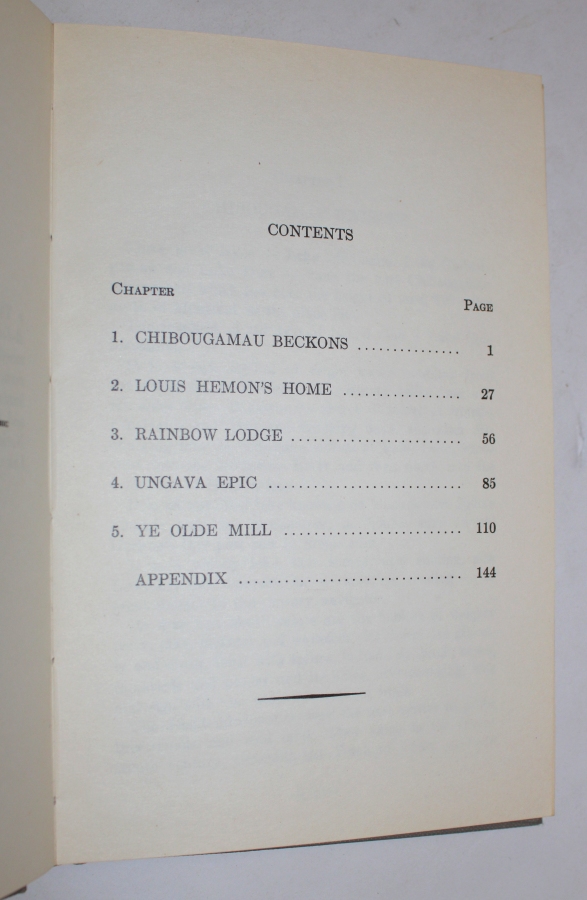 CONTENTS
CHAPTER
PAGE
1. CHIBOUGAMAU BECKONS ............... 1
2. LOUIS HEMON'S HOME ................. 27
3. RAINBOW LODGE ........................ 56
4. UNGAVA EPIC ........................... 85
5. YE OLDE MILL ......................... 110
APPENDIX ............................... 144